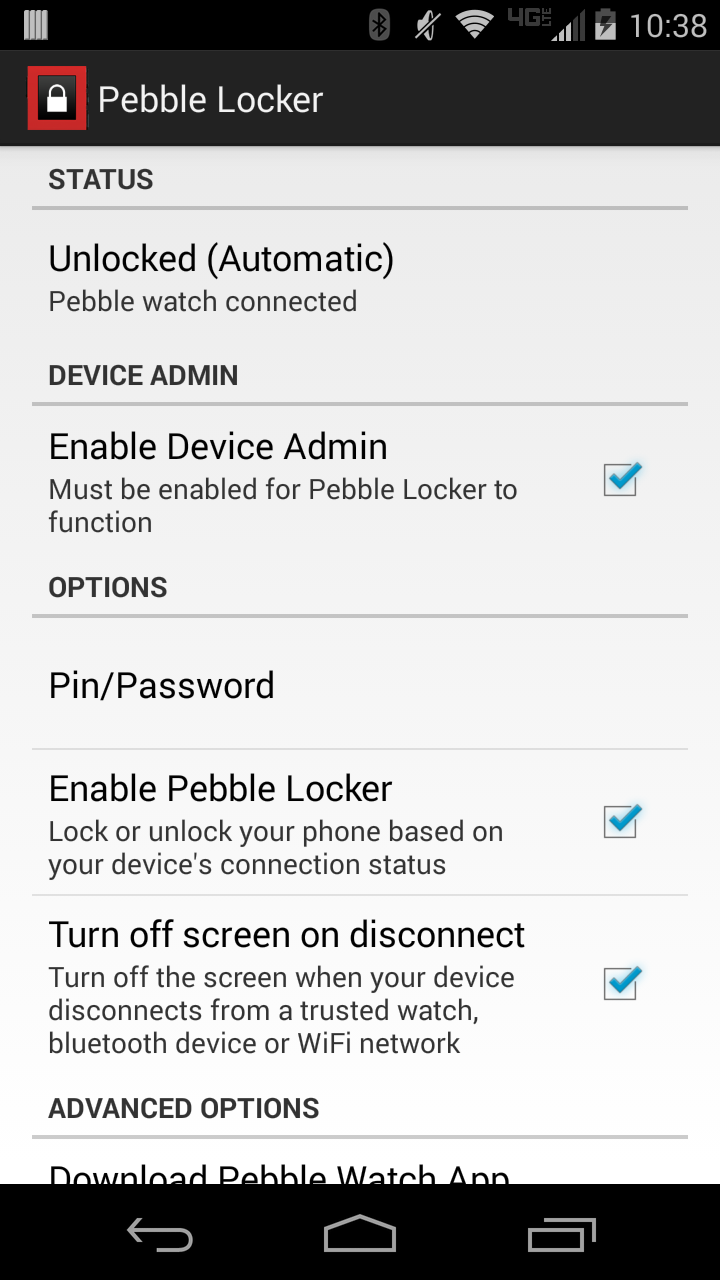 4G LTE 10:38
Pebble Locker
STATUS
Unlocked (Automatic)
Pebble watch connected
DEVICE ADMIN
Enable Device Admin
Must be enabled for Pebble Locker to
function
OPTIONS
Pin/Password
Enable Pebble Locker
Lock or unlock your phone based on
your device's connection status
Turn off screen on disconnect
Turn off the screen when your device
disconnects from a trusted watch,
bluetooth device or WiFi network
ADVANCED OPTIONS
Download Pebble Watch App